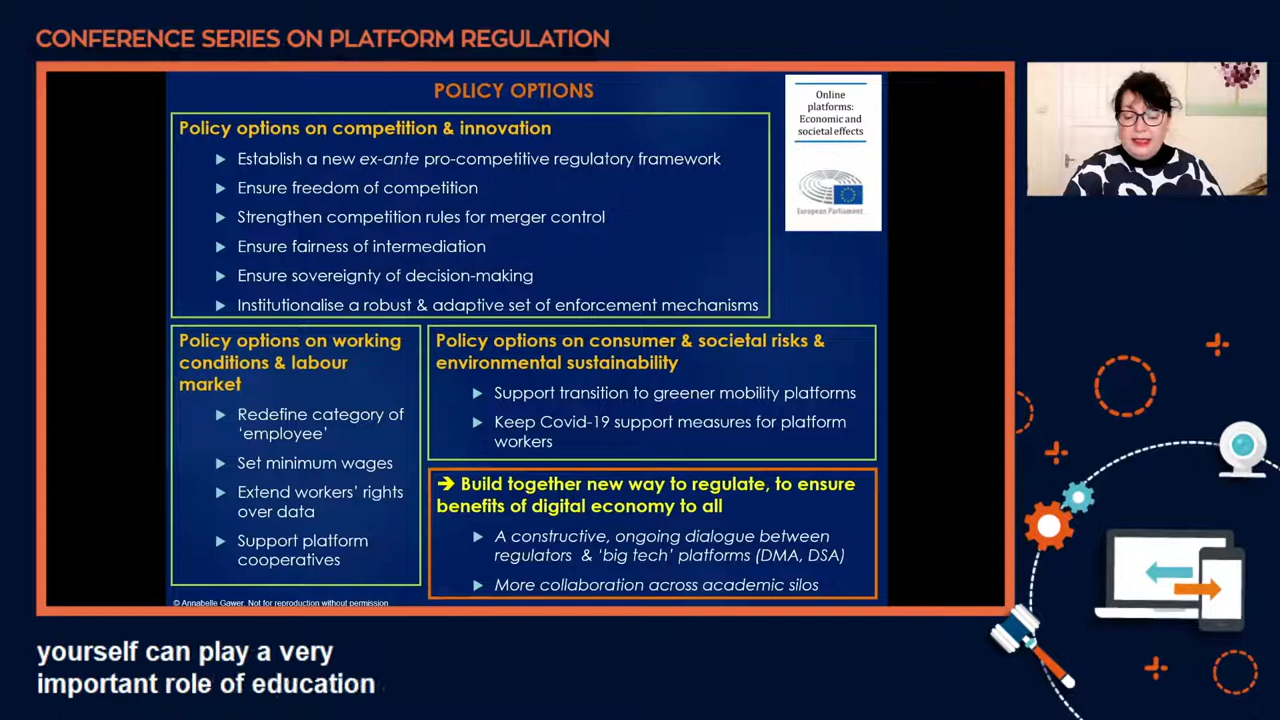 CONFERENCE SERIES ON PLATFORM REGULATION
POLICY OPTIONS
Online
platforms:
Economic and
societal effects
European Parliament
Policy options on competition & innovation
Establish a new ex-ante pro-competitive regulatory framework
Ensure freedom of competition
Strengthen competition rules for merger control
Ensure fairness of intermediation
Ensure sovereignty of decision-making
Institutionalise a robust & adaptive set of enforcement mechanisms
Policy options on working
conditions & labour
market
Redefine category of
‘employee’
Set minimum wages
Extend workers’ rights
over data
Support platform
cooperatives
Policy options on consumer & societal risks &
environmental sustainability
Support transition to greener mobility platforms
Keep Covid-19 support measures for platform
workers
➔ Build together new way to regulate, to ensure
benefits of digital economy to all
A constructive, ongoing dialogue between
regulators & ‘big tech’ platforms (DMA, DSA)
More collaboration across academic silos
© Annabelle Gawer. Not for reproduction without permission
yourself can play a very
important role of education